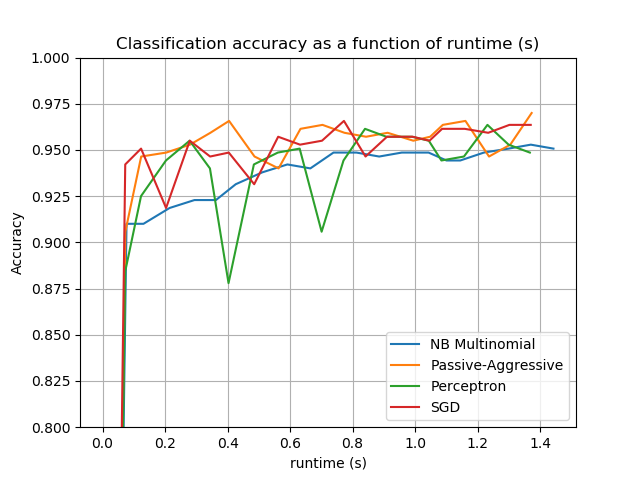 Classification accuracy as a function of runtime (s)
1.000
0.975
0.950
0.925
0.900
0.875
0.850
0.825
0.800
Accuracy
NB Multinomial
Passive-Aggressive
Perceptron
SGD
0.0 0.2 0.4 0.6 0.8 1.0 1.2 1.4
runtime (s)